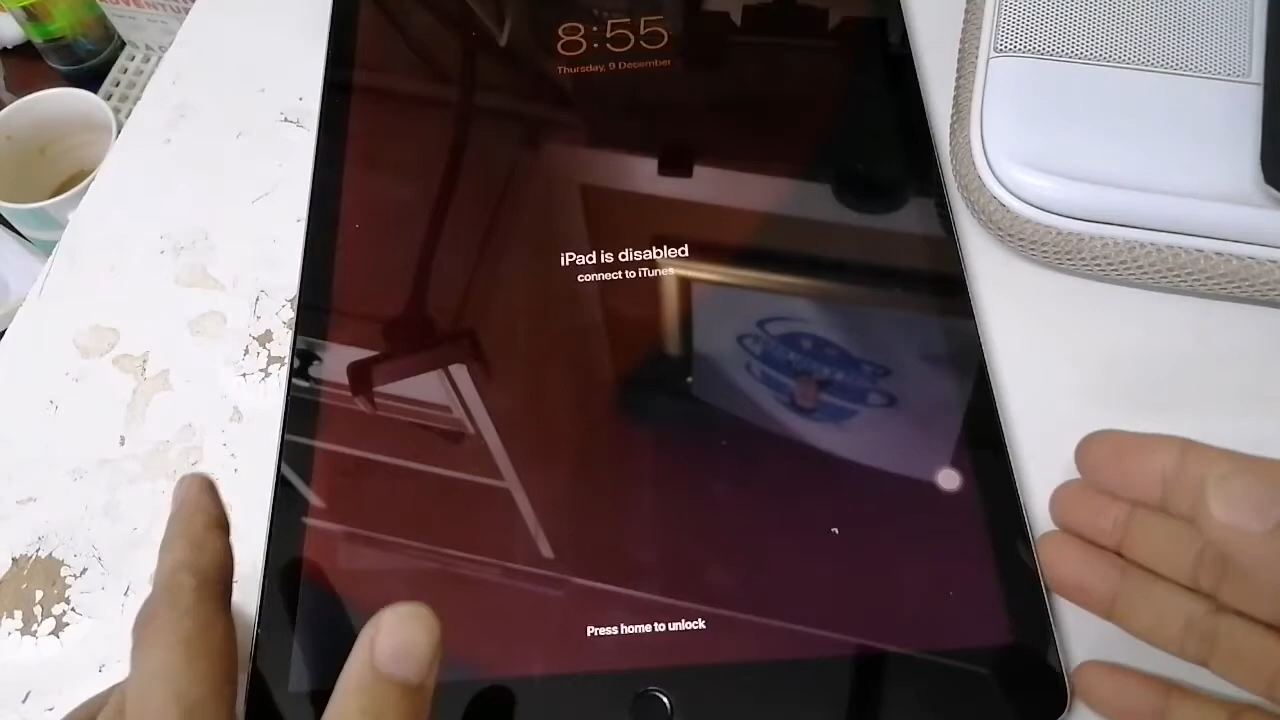 8:55
Thursday, 9 December
iPad is disabled
connect to iTunes
Press home to unlock